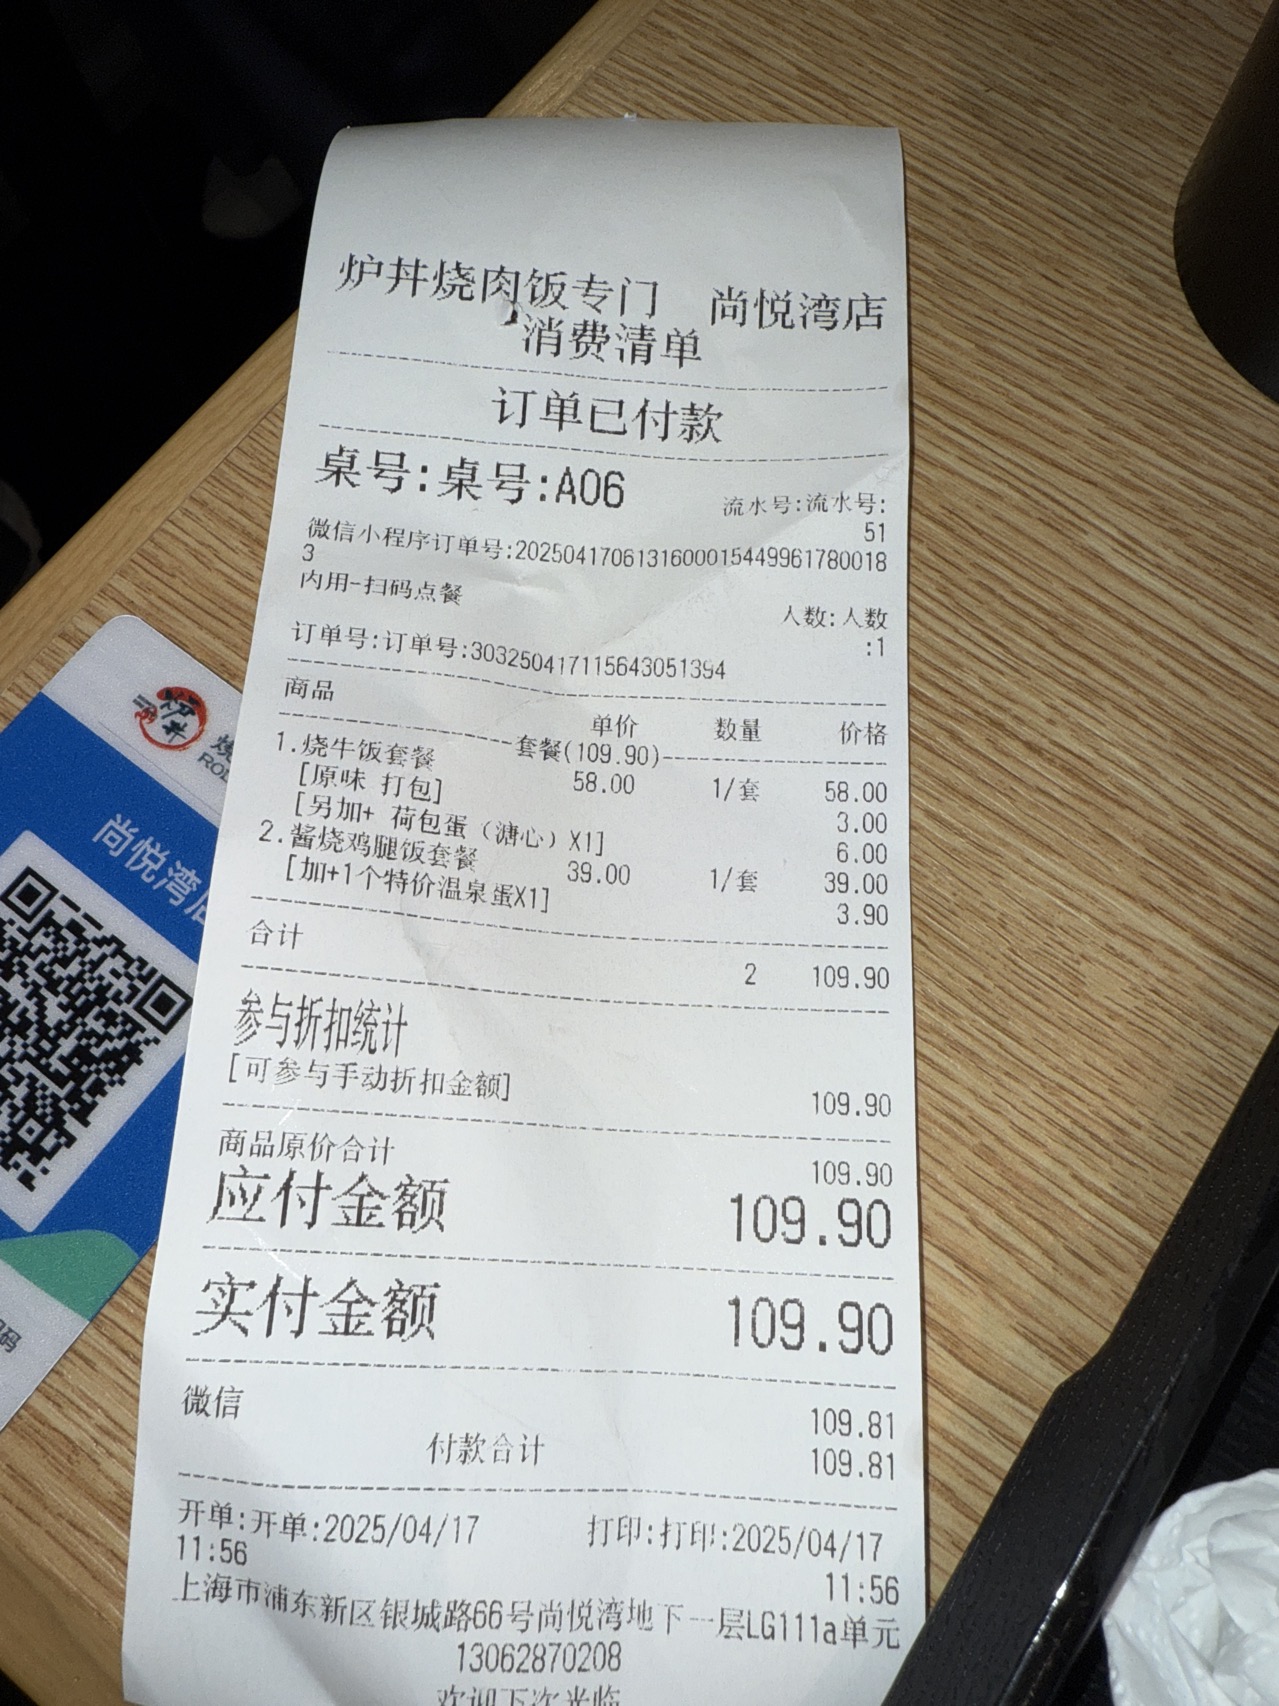 炉丼烧肉饭专门 尚悦湾店
消费清单
订单已付款
桌号:桌号:A06
流水号:流水号:
51
微信小程序订单号:2025041706131600015449961780018
3
内用-扫码点餐
人数:人数
:1
订单号:订单号:303250417115643051394
商品 单价 数量 价格
套餐(109.90)
1.烧牛饭套餐 58.00 1/套 58.00
[原味 打包] 3.00
[另加+ 荷包蛋（溏心）X1] 6.00
2.酱烧鸡腿饭套餐 39.00 1/套 39.00
[加+1个特价温泉蛋X1] 3.90
合计 2 109.90
参与折扣统计
[可参与手动折扣金额] 109.90
商品原价合计 109.90
应付金额 109.90
实付金额 109.90
微信 109.81
付款合计 109.81
开单:开单:2025/04/17
11:56
打印:打印:2025/04/17
11:56
上海市浦东新区银城路66号尚悦湾地下一层LG111a单元
13062870208
欢迎下次光临
炉丼
尚悦湾店
码